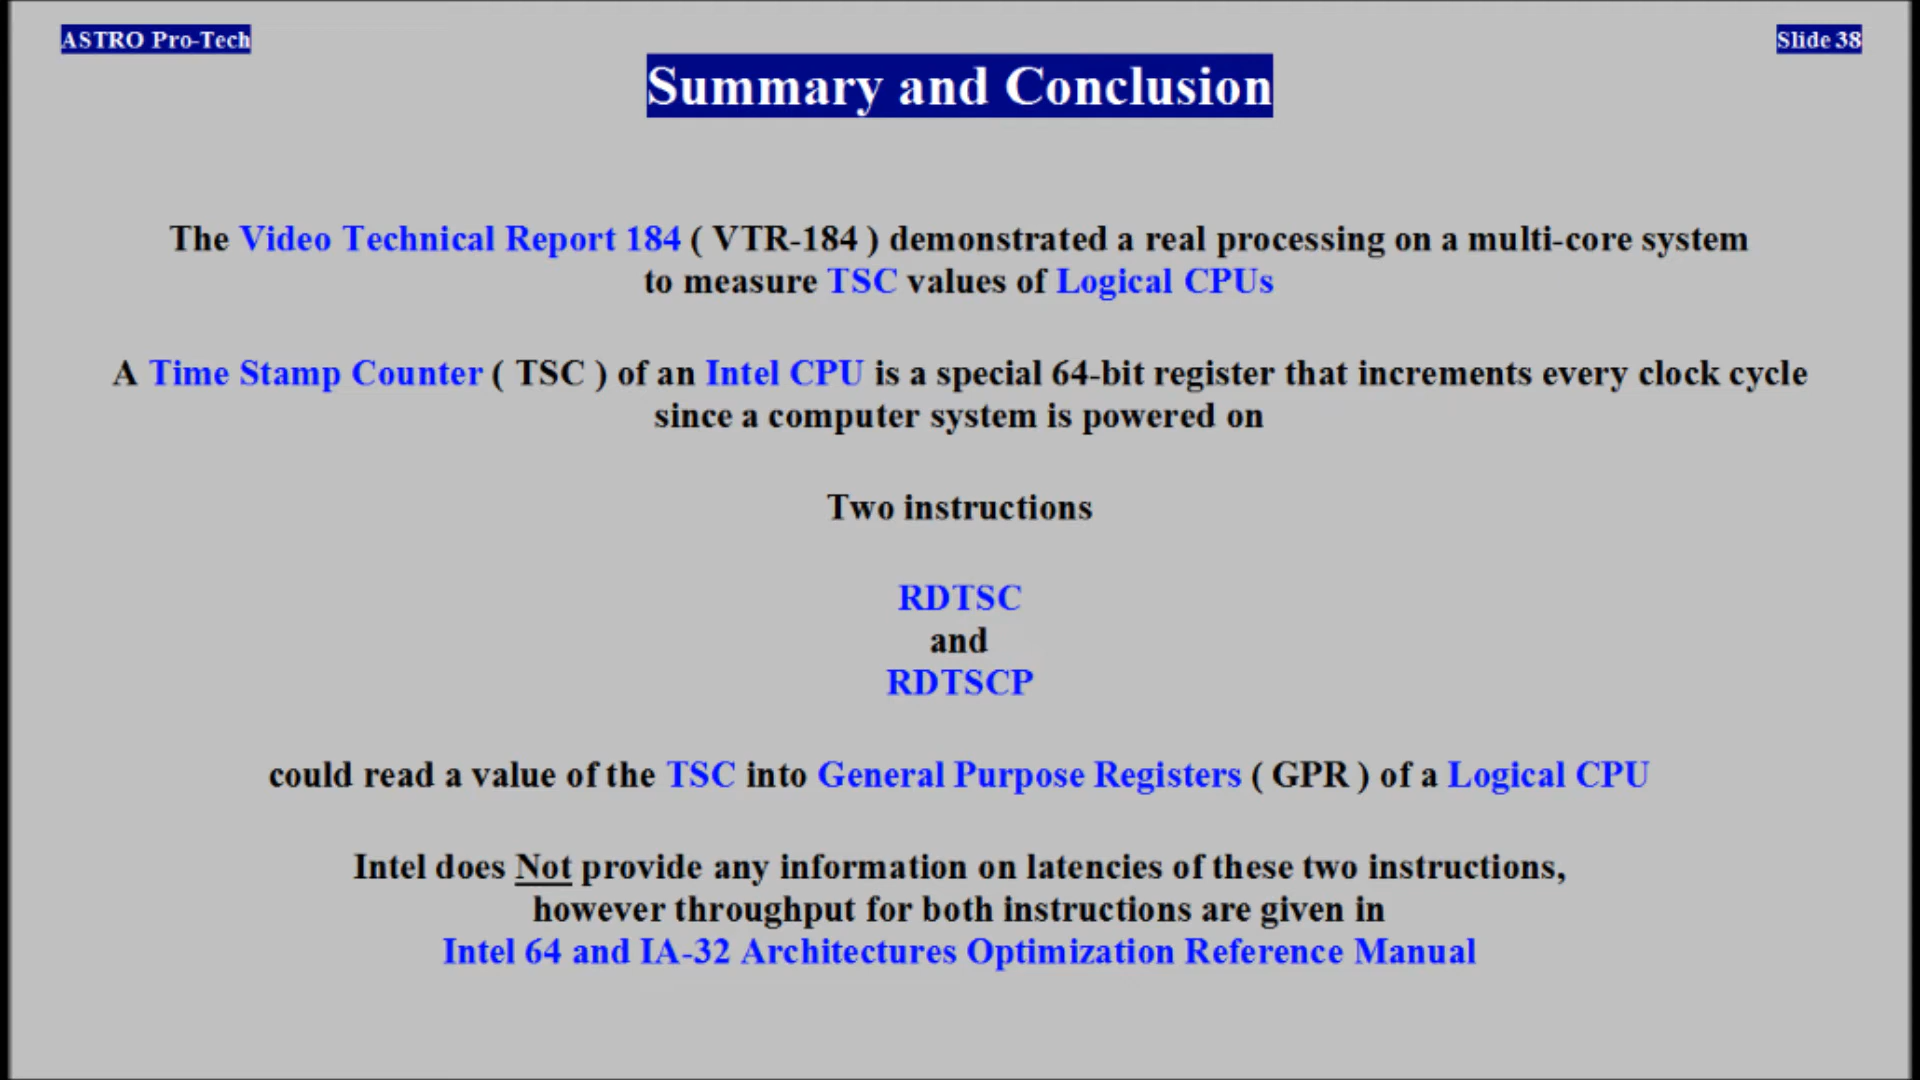 ASTRO Pro-Tech
Slide 38
Summary and Conclusion
The Video Technical Report 184 ( VTR-184 ) demonstrated a real processing on a multi-core system
to measure TSC values of Logical CPUs
A Time Stamp Counter ( TSC ) of an Intel CPU is a special 64-bit register that increments every clock cycle
since a computer system is powered on
Two instructions
RDTSC
and
RDTSCP
could read a value of the TSC into General Purpose Registers ( GPR ) of a Logical CPU
Intel does Not provide any information on latencies of these two instructions,
however throughput for both instructions are given in
Intel 64 and IA-32 Architectures Optimization Reference Manual